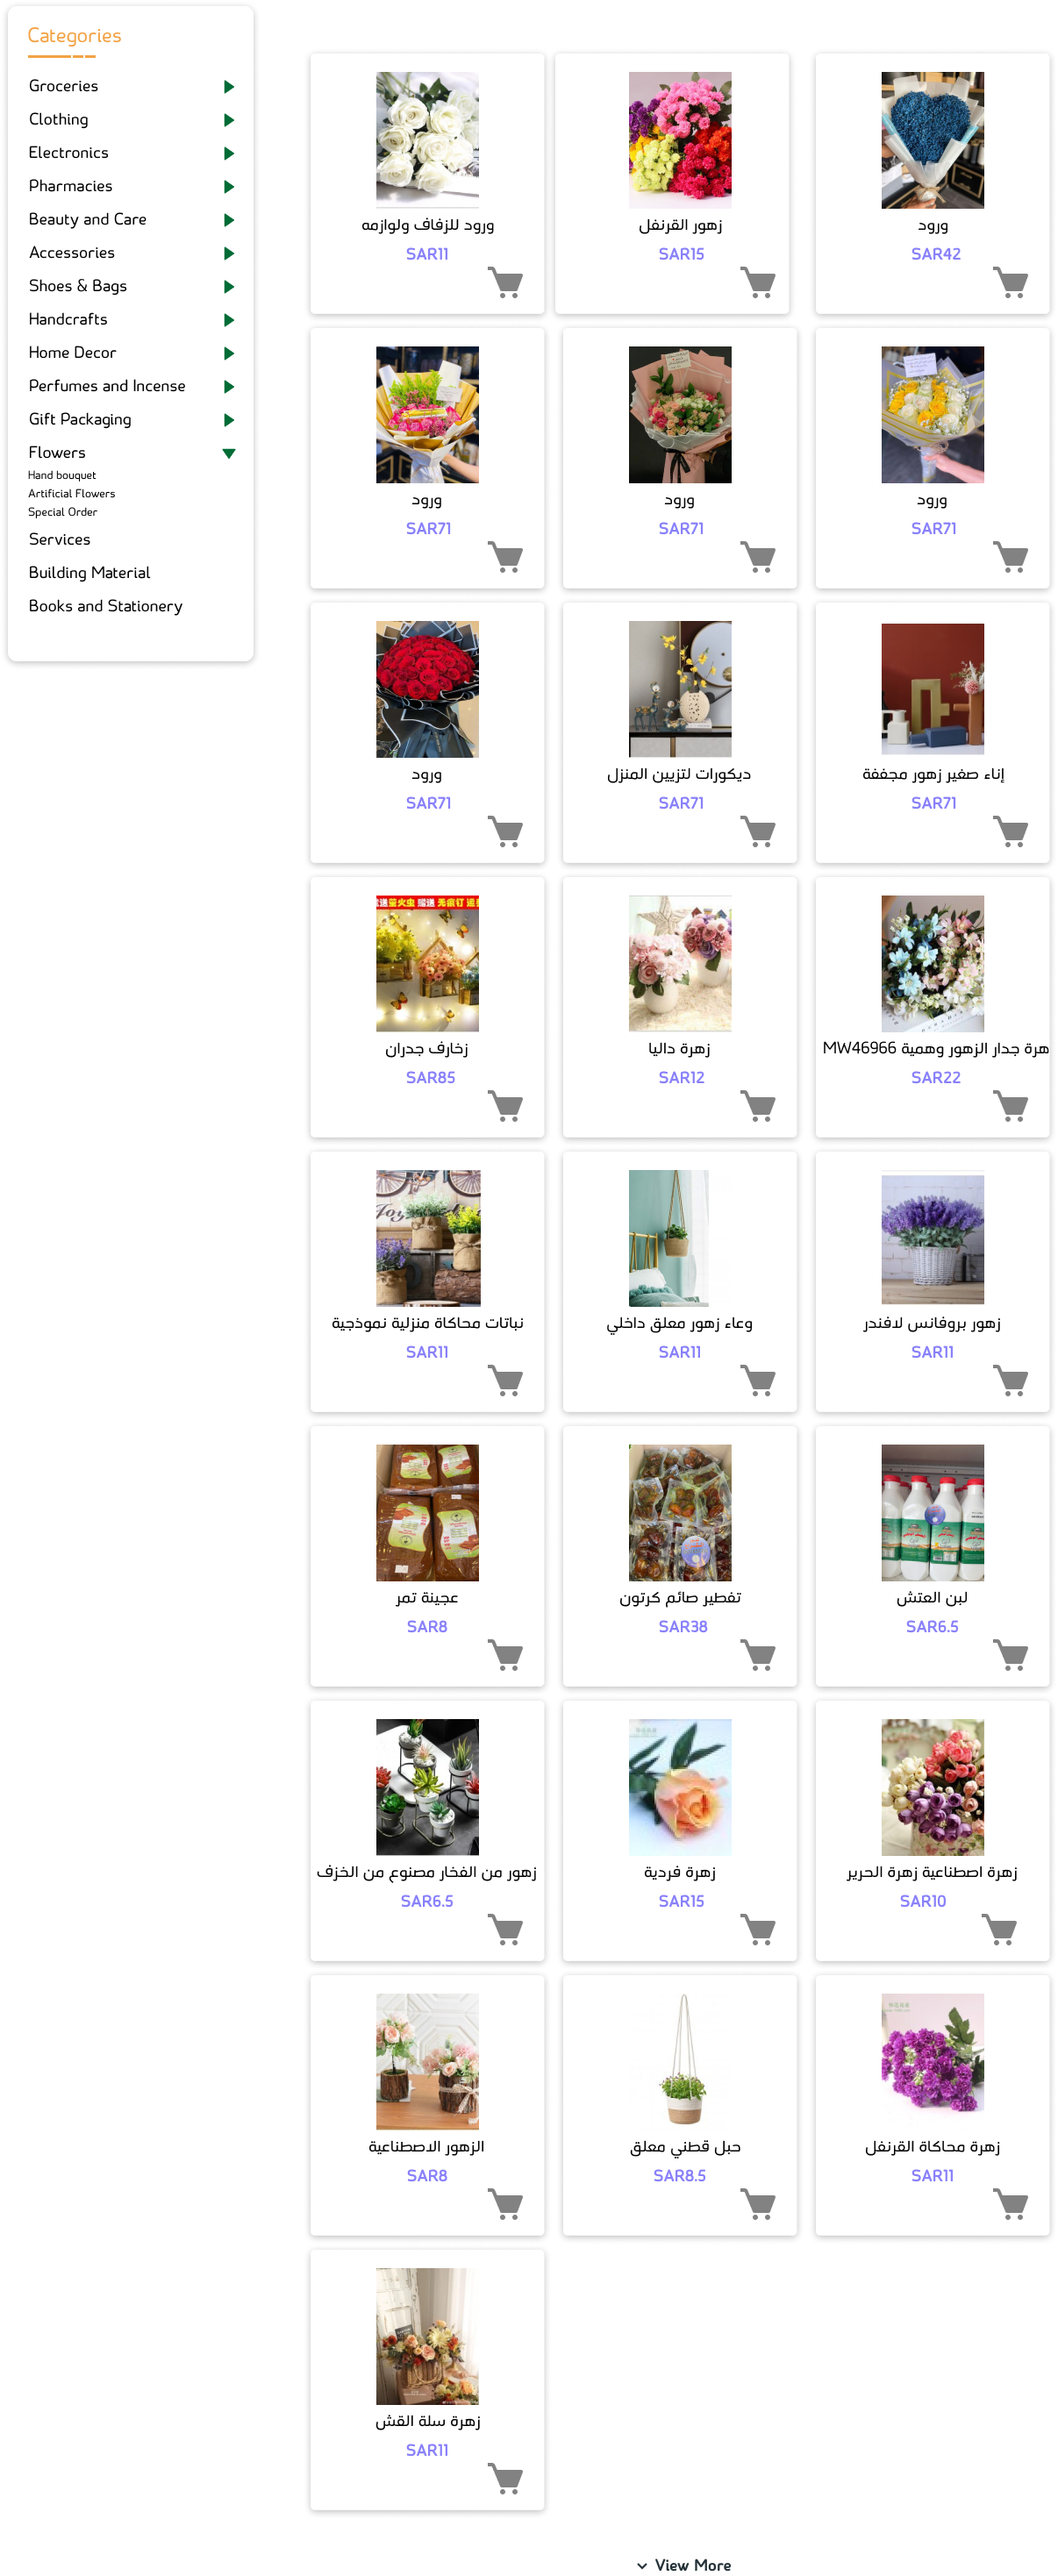 Categories
Groceries
Clothing
Electronics
Pharmacies
Beauty and Care
Accessories
Shoes & Bags
Handcrafts
Home Decor
Perfumes and Incense
Gift Packaging
Flowers
Hand bouquet
Artificial Flowers
Special Order
Services
Building Material
Books and Stationery
ورود للزفاف ولوازمه
SAR11
زهور القرنفل
SAR15
ورود
SAR42
ورود
SAR71
ورود
SAR71
ورود
SAR71
ورود
SAR71
ديكورات لتزيين المنزل
SAR71
إناء صغير زهور مجففة
SAR71
زخارف جدران
SAR85
زهرة داليا
SAR12
هرة جدار الزهور وهمية MW46966
SAR22
نباتات محاكاة منزلية نموذجية
SAR11
وعاء زهور معلق داخلي
SAR11
زهور بروفانس لافندر
SAR11
عجينة تمر
SAR8
تفطير صائم كرتون
SAR38
لبن العتش
SAR6.5
زهور من الفخار مصنوع من الخزف
SAR6.5
زهرة فردية
SAR15
زهرة اصطناعية زهرة الحرير
SAR10
الزهور الاصطناعية
SAR8
حبل قطني معلق
SAR8.5
زهرة محاكاة القرنفل
SAR11
زهرة سلة القش
SAR11
View More